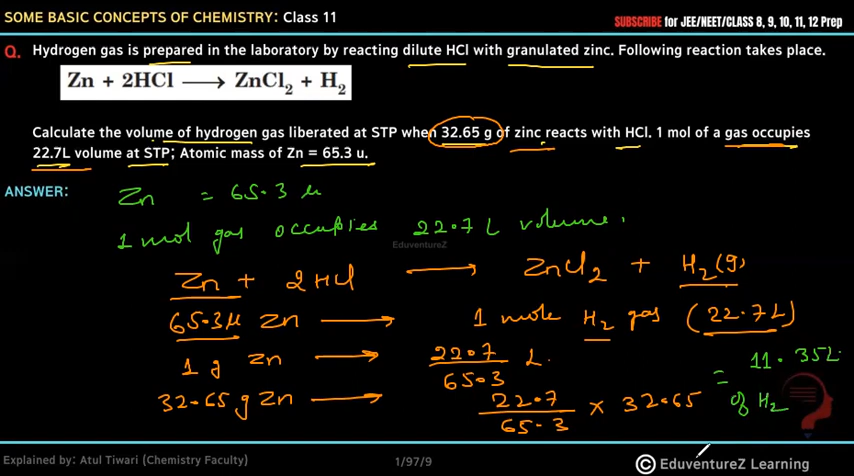 SOME BASIC CONCEPTS OF CHEMISTRY: Class 11
SUBSCRIBE for JEE/NEET/CLASS 8, 9, 10, 11, 12 Prep
Q. Hydrogen gas is prepared in the laboratory by reacting dilute HCl with granulated zinc. Following reaction takes place.
Zn + 2HCl ⟶ ZnCl₂ + H₂
Calculate the volume of hydrogen gas liberated at STP when 32.65 g of zinc reacts with HCl. 1 mol of a gas occupies
22.7L volume at STP; Atomic mass of Zn = 65.3 u.
ANSWER:
Zn = 65.3 u
1 mol gas occupies 22.7 L volume.
EduventureZ
Zn + 2HCl ⟶ ZnCl₂ + H₂(g)
65.3u Zn ⟶ 1 mole H₂ gas (22.7L)
1 g Zn ⟶ 22.7/65.3 L.
32.65 g Zn ⟶ 22.7/65.3 × 32.65 = 11.35L
of H₂
Explained by: Atul Tiwari (Chemistry Faculty)
1/97/9
© EduventureZ Learning